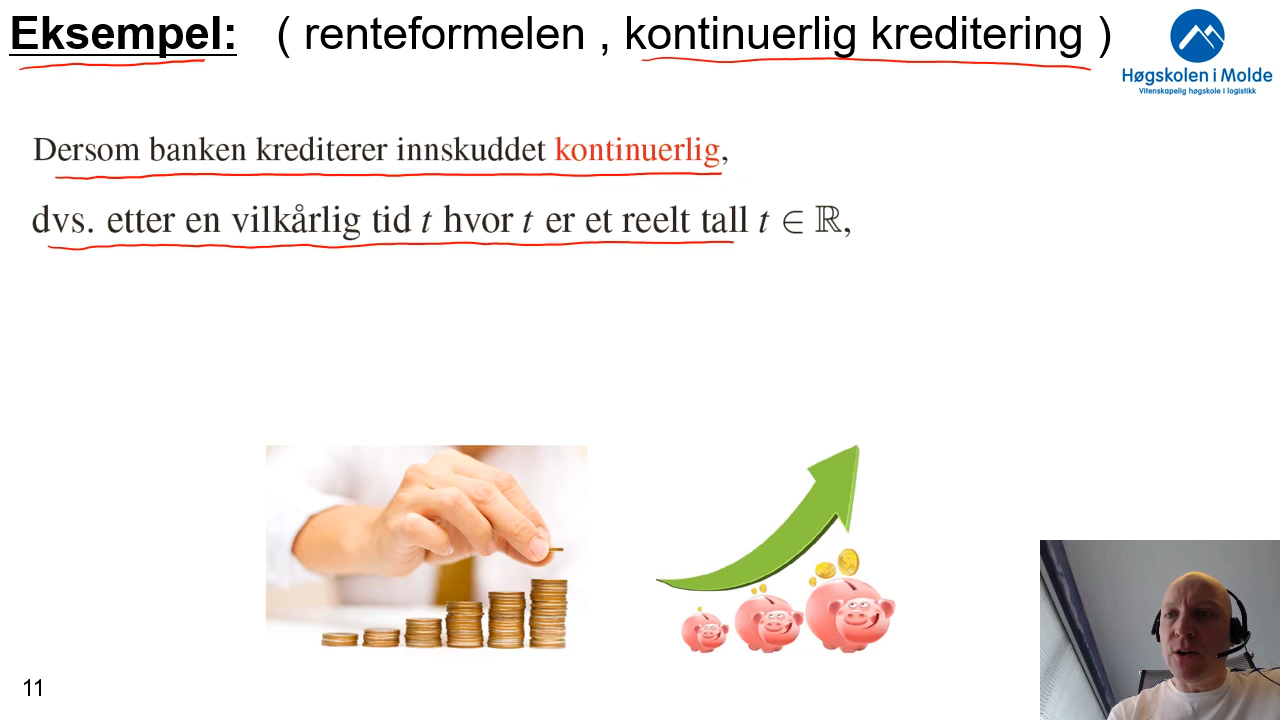 Eksempel: ( renteformelen , kontinuerlig kreditering )
Høgskolen i Molde
Vitenskapelig høgskole i logistikk
Dersom banken krediterer innskuddet kontinuerlig,
dvs. etter en vilkårlig tid t hvor t er et reelt tall t ∈ ℝ,
11